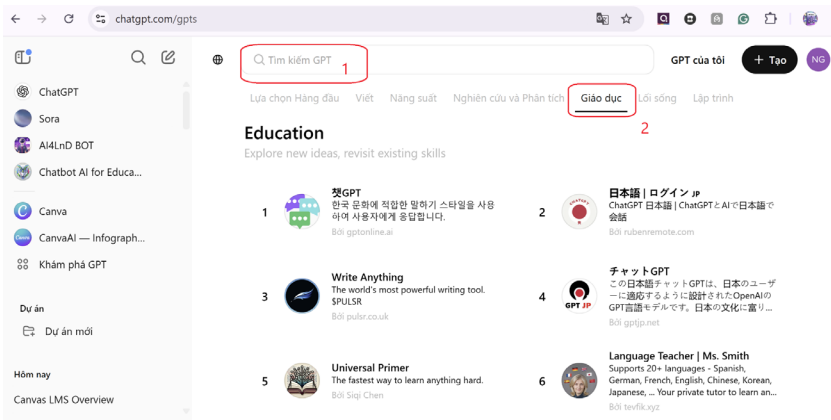 chatgpt.com/gpts
Tìm kiếm GPT
1
GPT của tôi
+ Tạo
NG
ChatGPT
Sora
AI4LnD BOT
Chatbot AI for Educa...
Canva
CanvaAI — Infograph...
Khám phá GPT
Dự án
Dự án mới
Hôm nay
Canvas LMS Overview
Lựa chọn Hàng đầu
Viết
Năng suất
Nghiên cứu và Phân tích
Giáo dục
Lối sống
Lập trình
2
Education
Explore new ideas, revisit existing skills
1
챗GPT
한국 문화에 적합한 말하기 스타일을 사용
하여 사용자에게 응답합니다.
Bởi gptonline.ai
2
日本語 | ログイン JP
ChatGPT 日本語 | ChatGPTとAIで日本語で
会話
Bởi rubenremote.com
3
Write Anything
The world's most powerful writing tool.
$PULSR
Bởi pulsr.co.uk
4
GPT JP
チャットGPT
この日本語チャットGPTは、日本のユーザ
ーに適応するように設計されたOpenAIの
GPT言語モデルです。日本の文化に富り...
Bởi gptjp.net
5
Universal Primer
The fastest way to learn anything hard.
Bởi Siqi Chen
6
Language Teacher | Ms. Smith
Supports 20+ languages - Spanish,
German, French, English, Chinese, Korean,
Japanese, ... Your private tutor to learn an...
Bởi tevfik.xyz